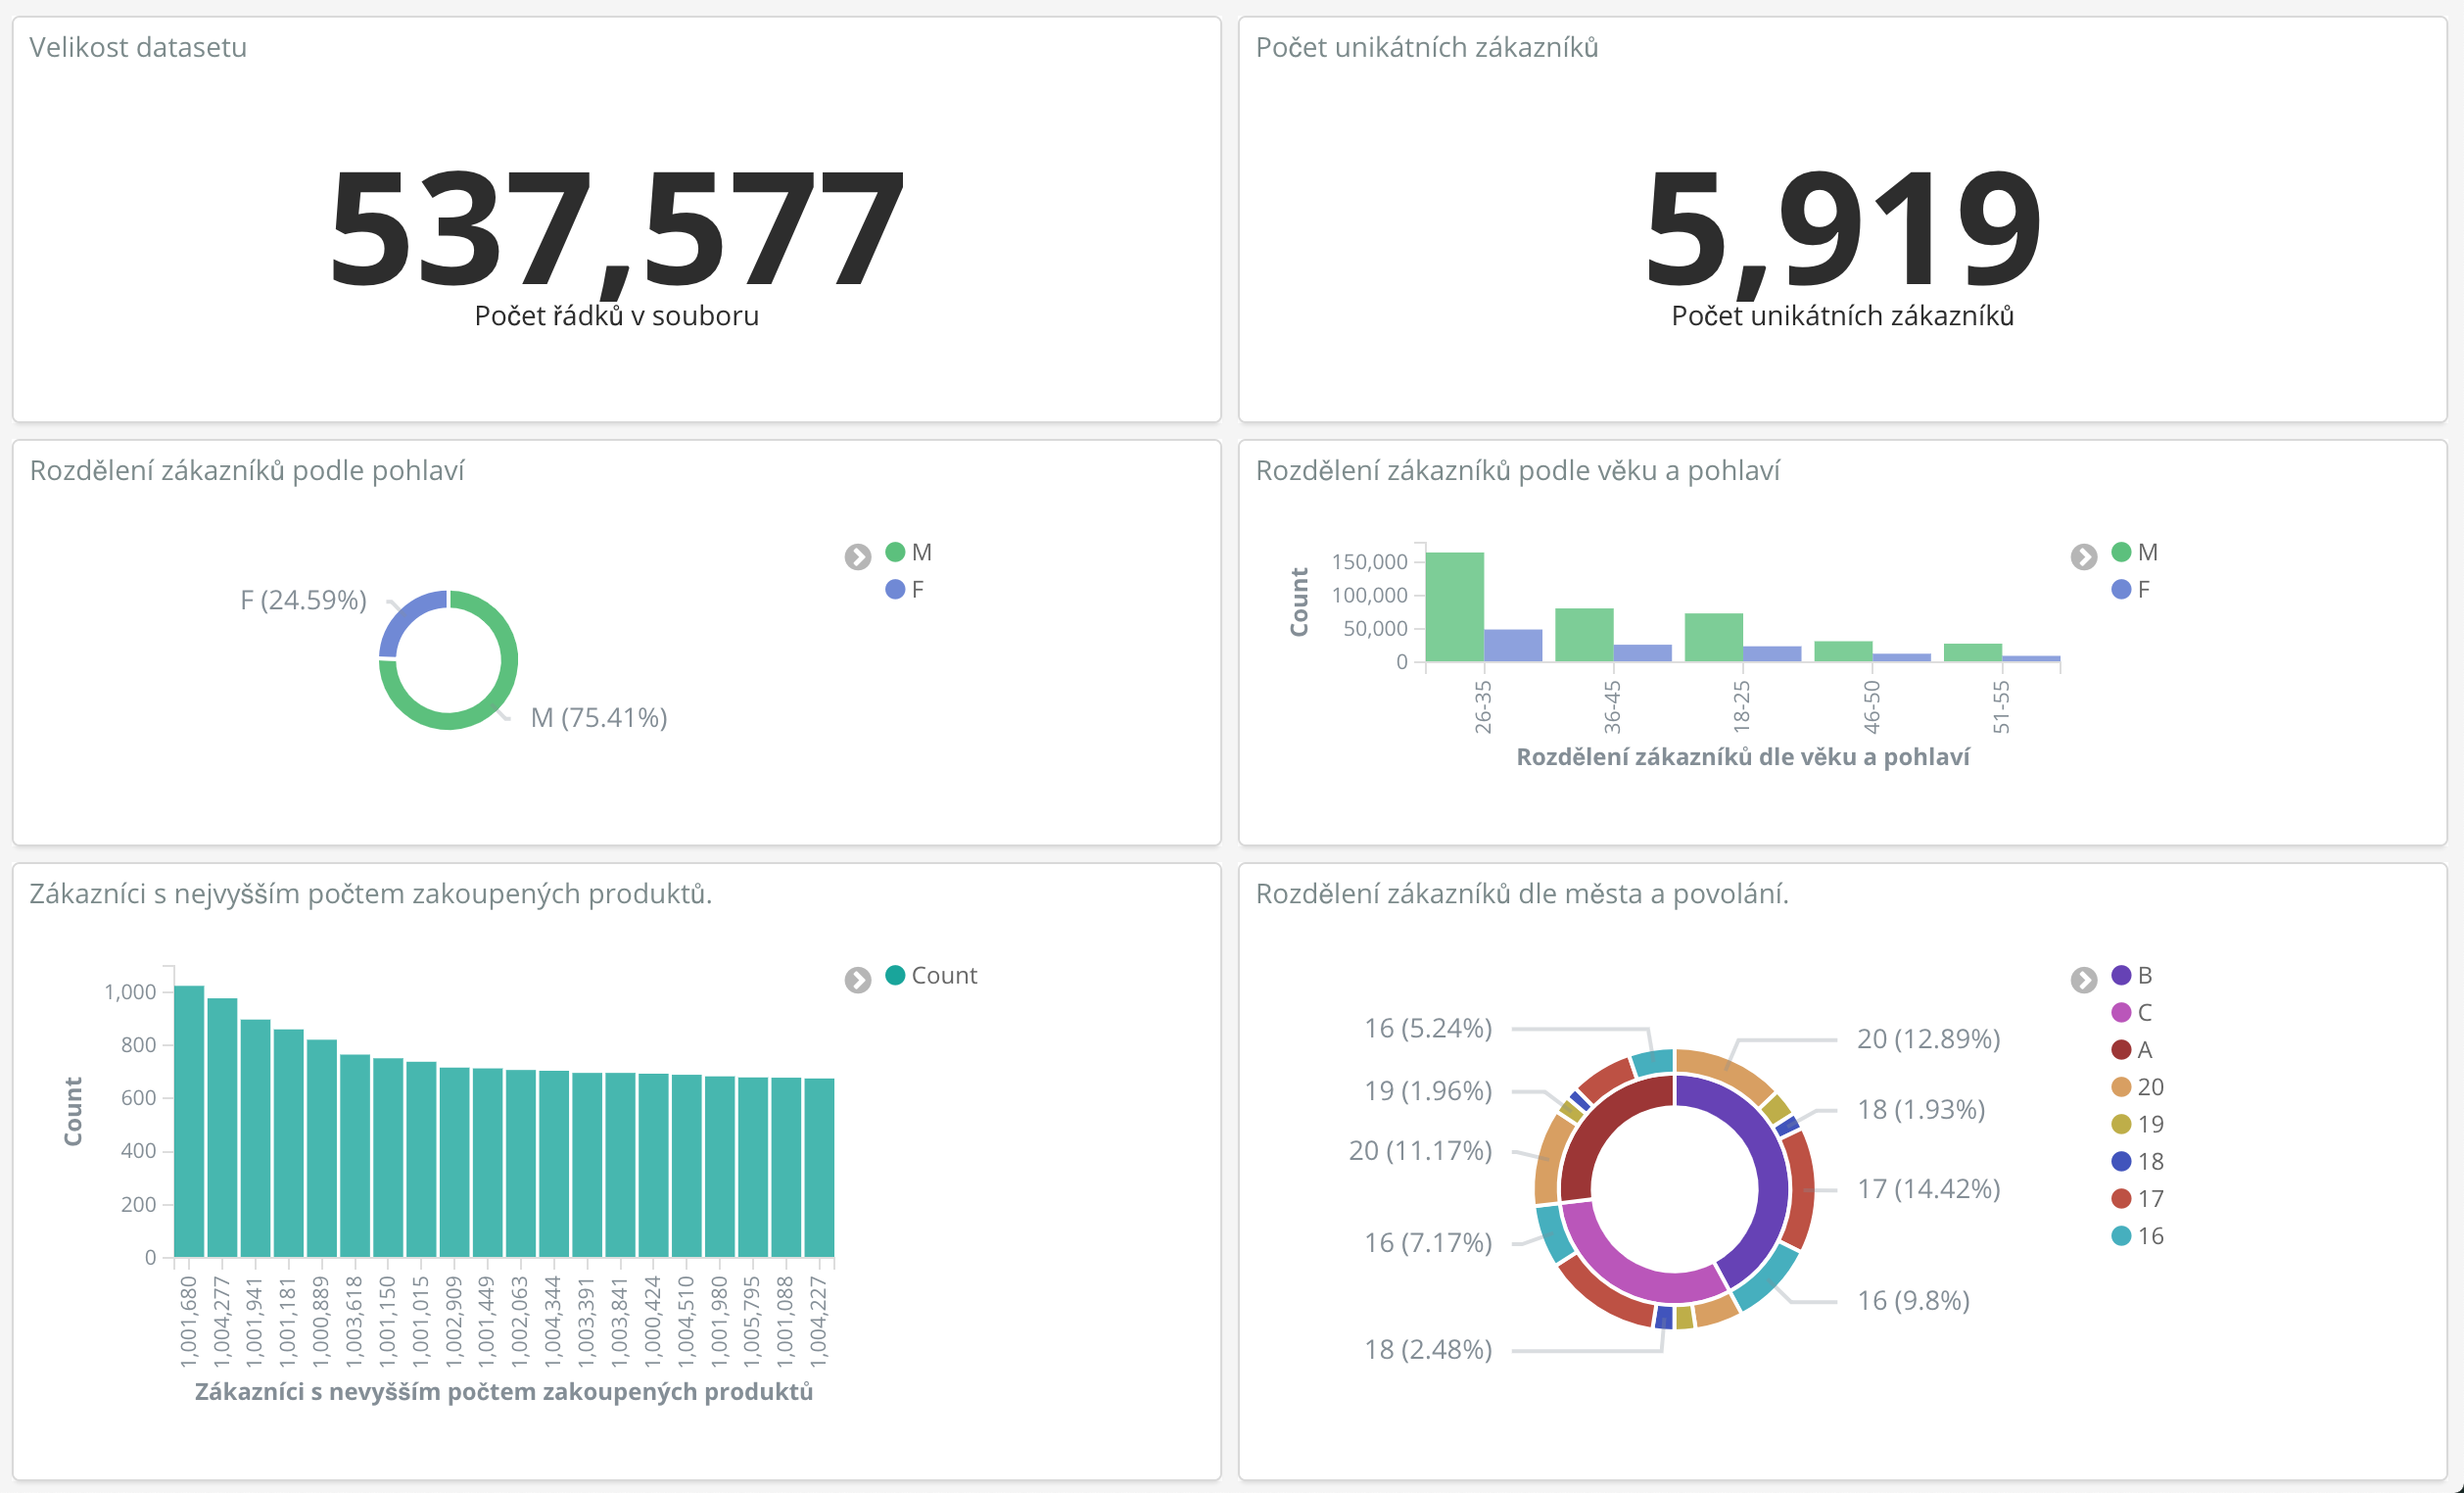 Velikost datasetu
537,577
Počet řádků v souboru
Počet unikátních zákazníků
5,919
Počet unikátních zákazníků
Rozdělení zákazníků podle pohlaví
F (24.59%)
M (75.41%)
M
F
Rozdělení zákazníků podle věku a pohlaví
Count
150,000
100,000
50,000
0
26-35
36-45
18-25
46-50
51-55
Rozdělení zákazníků dle věku a pohlaví
M
F
Zákazníci s nejvyšším počtem zakoupených produktů.
Count
1,000
800
600
400
200
0
1,001,680
1,004,277
1,001,941
1,001,181
1,000,889
1,003,618
1,001,150
1,001,015
1,002,909
1,001,449
1,002,063
1,004,344
1,003,391
1,003,841
1,000,424
1,004,510
1,001,980
1,005,795
1,001,088
1,004,227
Zákazníci s nevyšším počtem zakoupených produktů
Count
Rozdělení zákazníků dle města a povolání.
16 (5.24%)
19 (1.96%)
20 (11.17%)
16 (7.17%)
18 (2.48%)
20 (12.89%)
18 (1.93%)
17 (14.42%)
16 (9.8%)
B
C
A
20
19
18
17
16